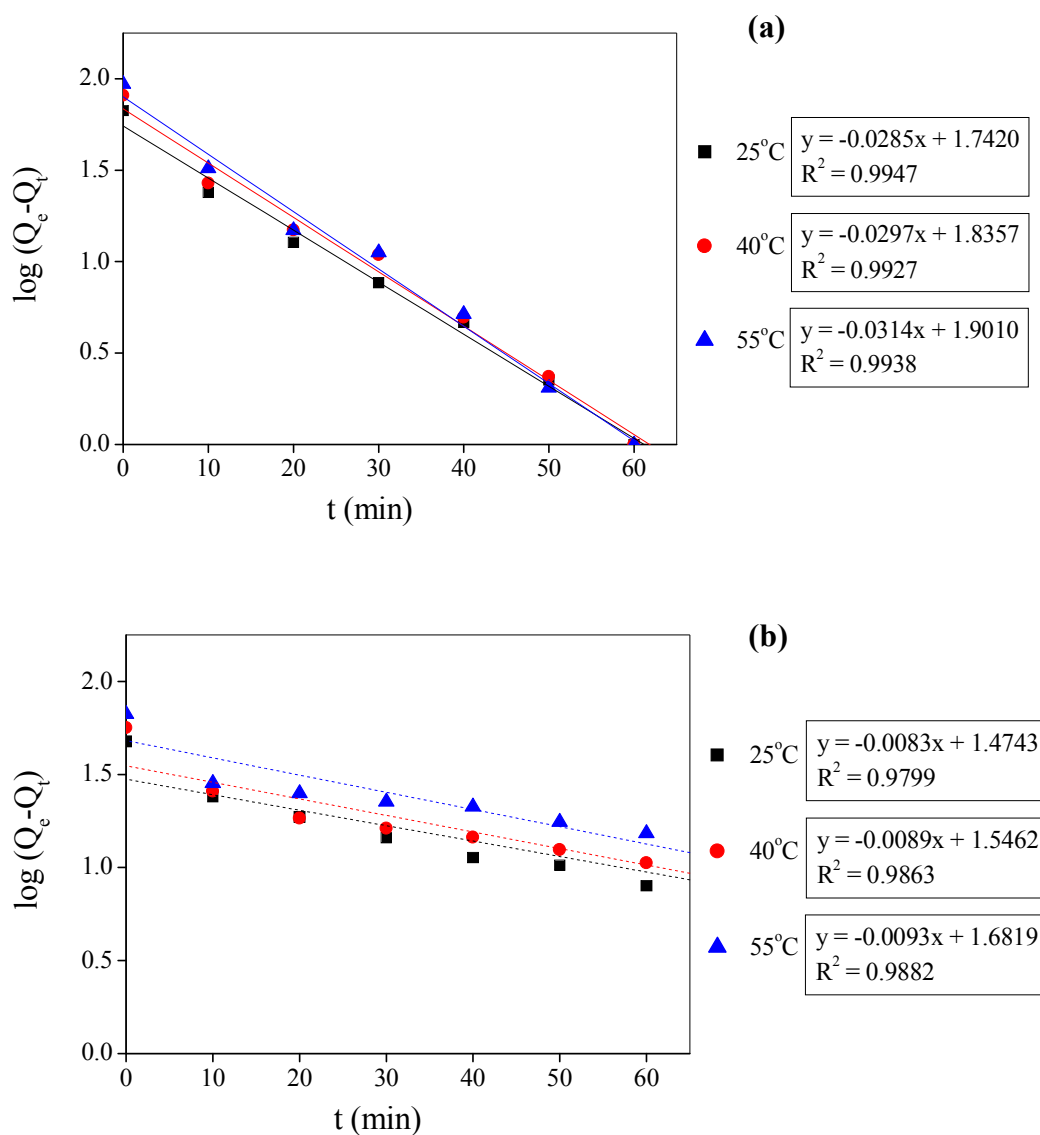 (a)
2.0
1.5
1.0
0.5
0.0
log (Qe-Qt)
0 10 20 30 40 50 60
t (min)
25°C
y = -0.0285x + 1.7420
R² = 0.9947
40°C
y = -0.0297x + 1.8357
R² = 0.9927
55°C
y = -0.0314x + 1.9010
R² = 0.9938
(b)
2.0
1.5
1.0
0.5
0.0
log (Qe-Qt)
0 10 20 30 40 50 60
t (min)
25°C
y = -0.0083x + 1.4743
R² = 0.9799
40°C
y = -0.0089x + 1.5462
R² = 0.9863
55°C
y = -0.0093x + 1.6819
R² = 0.9882